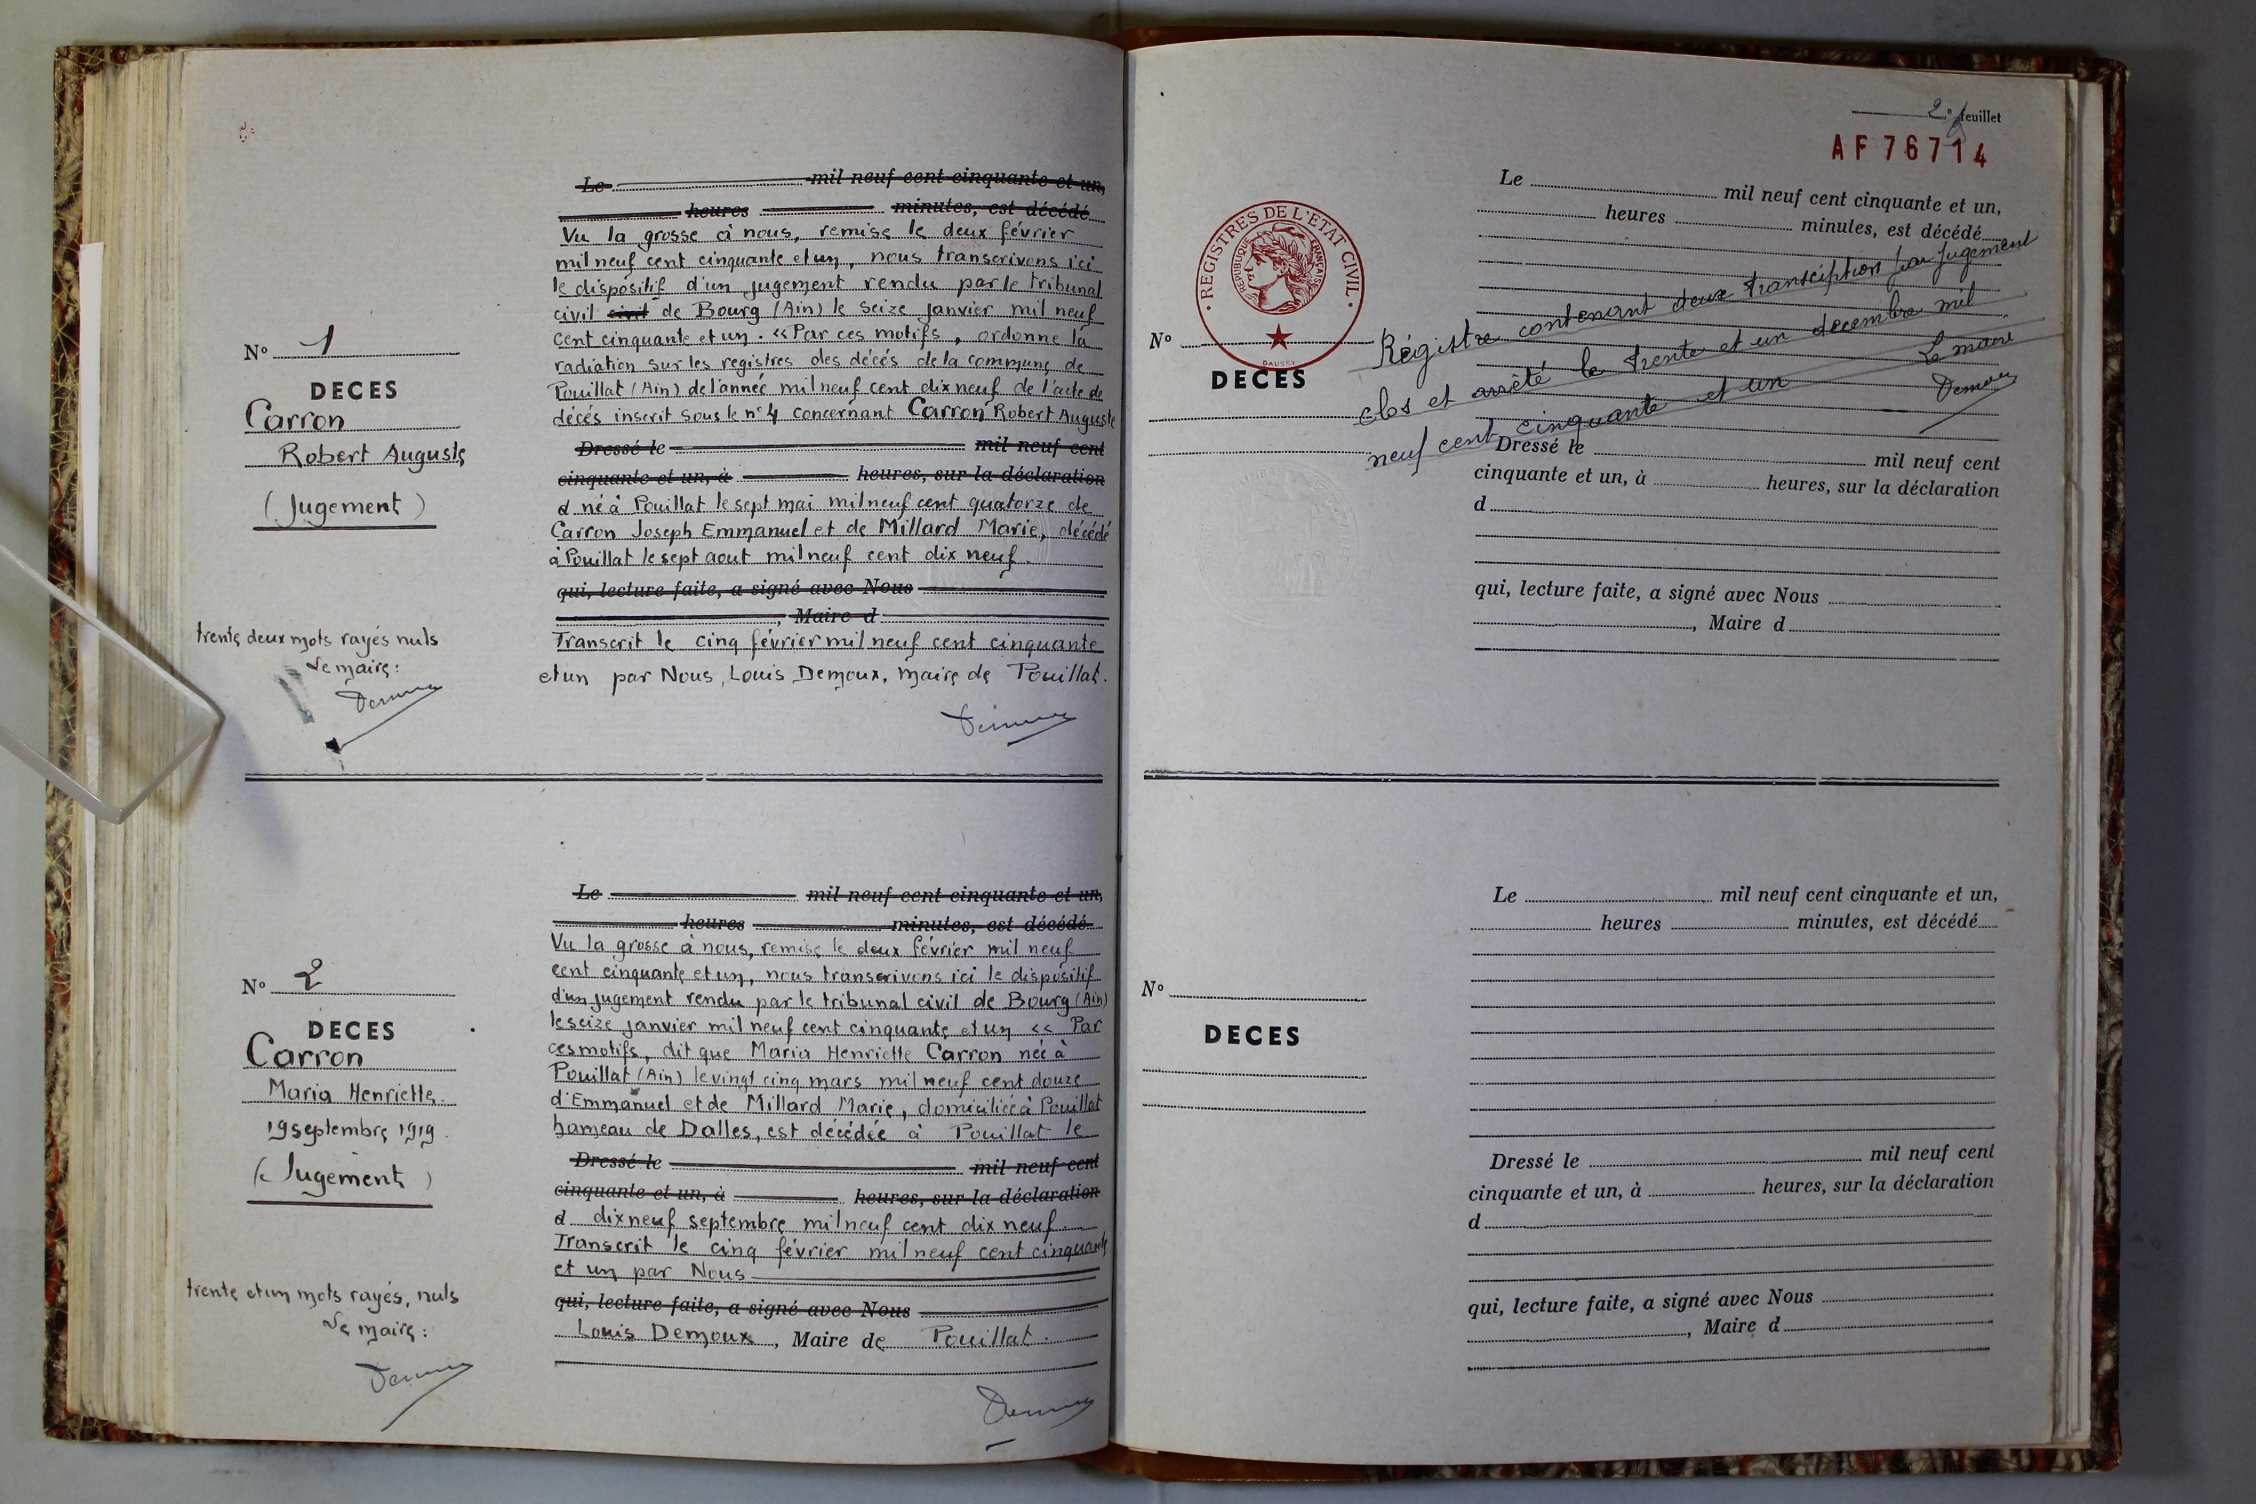 Le mil neuf cent cinquante et un,
heures minutes, est décédé
Vu la grosse à nous, remise le deux février
mil neuf cent cinquante et un, nous transcrivons ici
le dispositif d'un jugement rendu par le tribunal
civil civil de Bourg (Ain) le seize janvier mil neuf
cent cinquante et un. « Par ces motifs, ordonne la
radiation sur les registres des décès de la commune de
Pouillat (Ain) de l'année mil neuf cent dix neuf de l'acte de
décès inscrit sous le n° 4 concernant Carron Robert Auguste
Dressé le mil neuf cent
cinquante et un, à heures, sur la déclaration
d né à Pouillat le sept mai mil neuf cent quatorze de
Carron Joseph Emmanuel et de Millard Marie, décédé
à Pouillat le sept aout mil neuf cent dix neuf.
qui, lecture faite, a signé avec Nous
, Maire d
Transcrit le cinq février mil neuf cent cinquante
et un par Nous, Louis Demoux, maire de Pouillat.
Demoux
N° 1
DECES
Carron
Robert Auguste
(Jugement)
trente deux mots rayés nuls
Le maire:
Demoux
Le mil neuf cent cinquante et un,
heures minutes, est décédé
Vu la grosse à nous, remise le deux février mil neuf
cent cinquante et un, nous transcrivons ici le dispositif
d'un jugement rendu par le tribunal civil de Bourg (Ain)
le seize janvier mil neuf cent cinquante et un « Par
ces motifs, dit que Maria Henriette Carron née à
Pouillat (Ain) le vingt cinq mars mil neuf cent douze
d'Emmanuel et de Millard Marie, domiciliée à Pouillat
hameau de Dalles, est décédée à Pouillat le
Dressé le mil neuf cent
cinquante et un, à heures, sur la déclaration
d dix neuf septembre mil neuf cent dix neuf
Transcrit le cinq février mil neuf cent cinquante
et un par Nous
qui, lecture faite, a signé avec Nous
Louis Demoux, Maire de Pouillat.
Demoux
N° 2
DECES
Carron
Maria Henriette
19 septembre 1919.
(Jugement)
trente et un mots rayés, nuls
Le maire:
Demoux
2e feuillet
AF 76714
REGISTRES DE L'ETAT CIVIL
REPUBLIQUE FRANÇAISE
DAUSSY
N°
DECES
Le mil neuf cent cinquante et un,
heures minutes, est décédé
Régistre contenant deux transciption par jugement
clos et arrêté le trente et un decembre mil
neuf cent cinquante et un
Le maire
Demoux
Dressé le mil neuf cent
cinquante et un, à heures, sur la déclaration
d
qui, lecture faite, a signé avec Nous
, Maire d
N°
DECES
Le mil neuf cent cinquante et un,
heures minutes, est décédé
Dressé le mil neuf cent
cinquante et un, à heures, sur la déclaration
d
qui, lecture faite, a signé avec Nous
, Maire d